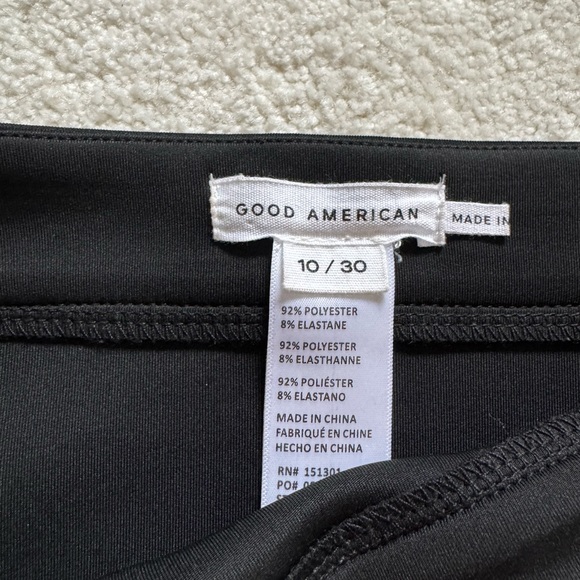 GOOD AMERICAN
MADE IN
10 / 30
92% POLYESTER
8% ELASTANE
92% POLYESTER
8% ELASTHANNE
92% POLIÉSTER
8% ELASTANO
MADE IN CHINA
FABRIQUÉ EN CHINE
HECHO EN CHINA
RN# 151301
PO#